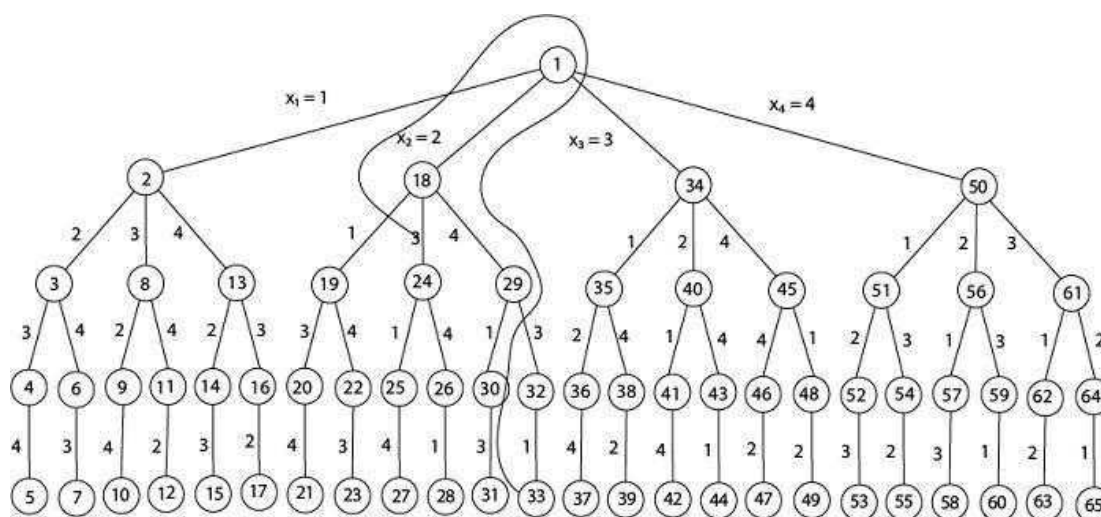 1
x₁ = 1
x₂ = 2
x₃ = 3
x₄ = 4
2 18 34 50
2 3 4 1 3 4 1 2 4 1 2 3
3 8 13 19 24 29 35 40 45 51 56 61
3 4 2 4 2 3 3 4 1 4 1 3 2 4 1 4 4 1 2 3 1 3 1 2
4 6 9 11 14 16 20 22 25 26 30 32 36 38 41 43 46 48 52 54 57 59 62 64
4 3 4 2 3 2 4 3 4 1 3 1 4 2 4 1 2 2 3 2 3 1 2 1
5 7 10 12 15 17 21 23 27 28 31 33 37 39 42 44 47 49 53 55 58 60 63 65